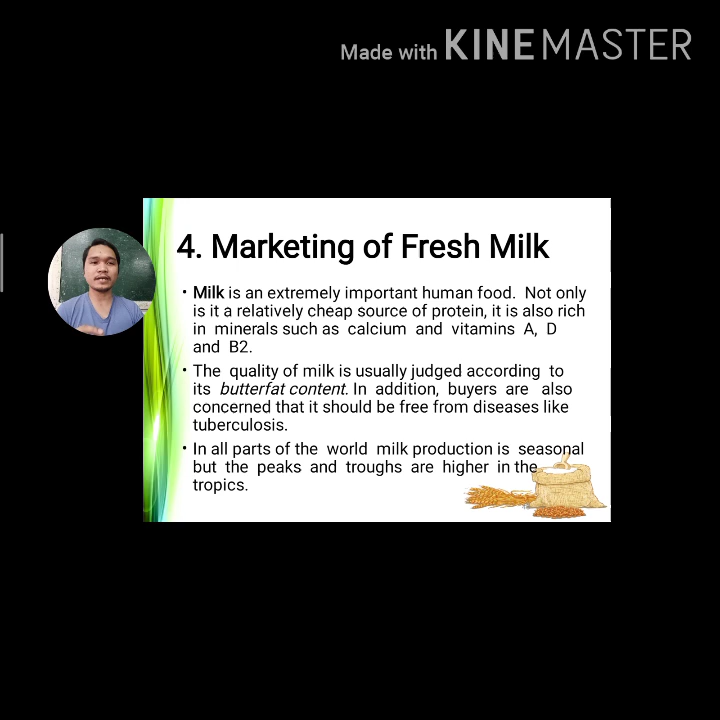 Made with KINEMASTER
4. Marketing of Fresh Milk
• Milk is an extremely important human food. Not only
is it a relatively cheap source of protein, it is also rich
in minerals such as calcium and vitamins A, D
and B2.
• The quality of milk is usually judged according to
its butterfat content. In addition, buyers are also
concerned that it should be free from diseases like
tuberculosis.
• In all parts of the world milk production is seasonal
but the peaks and troughs are higher in the
tropics.